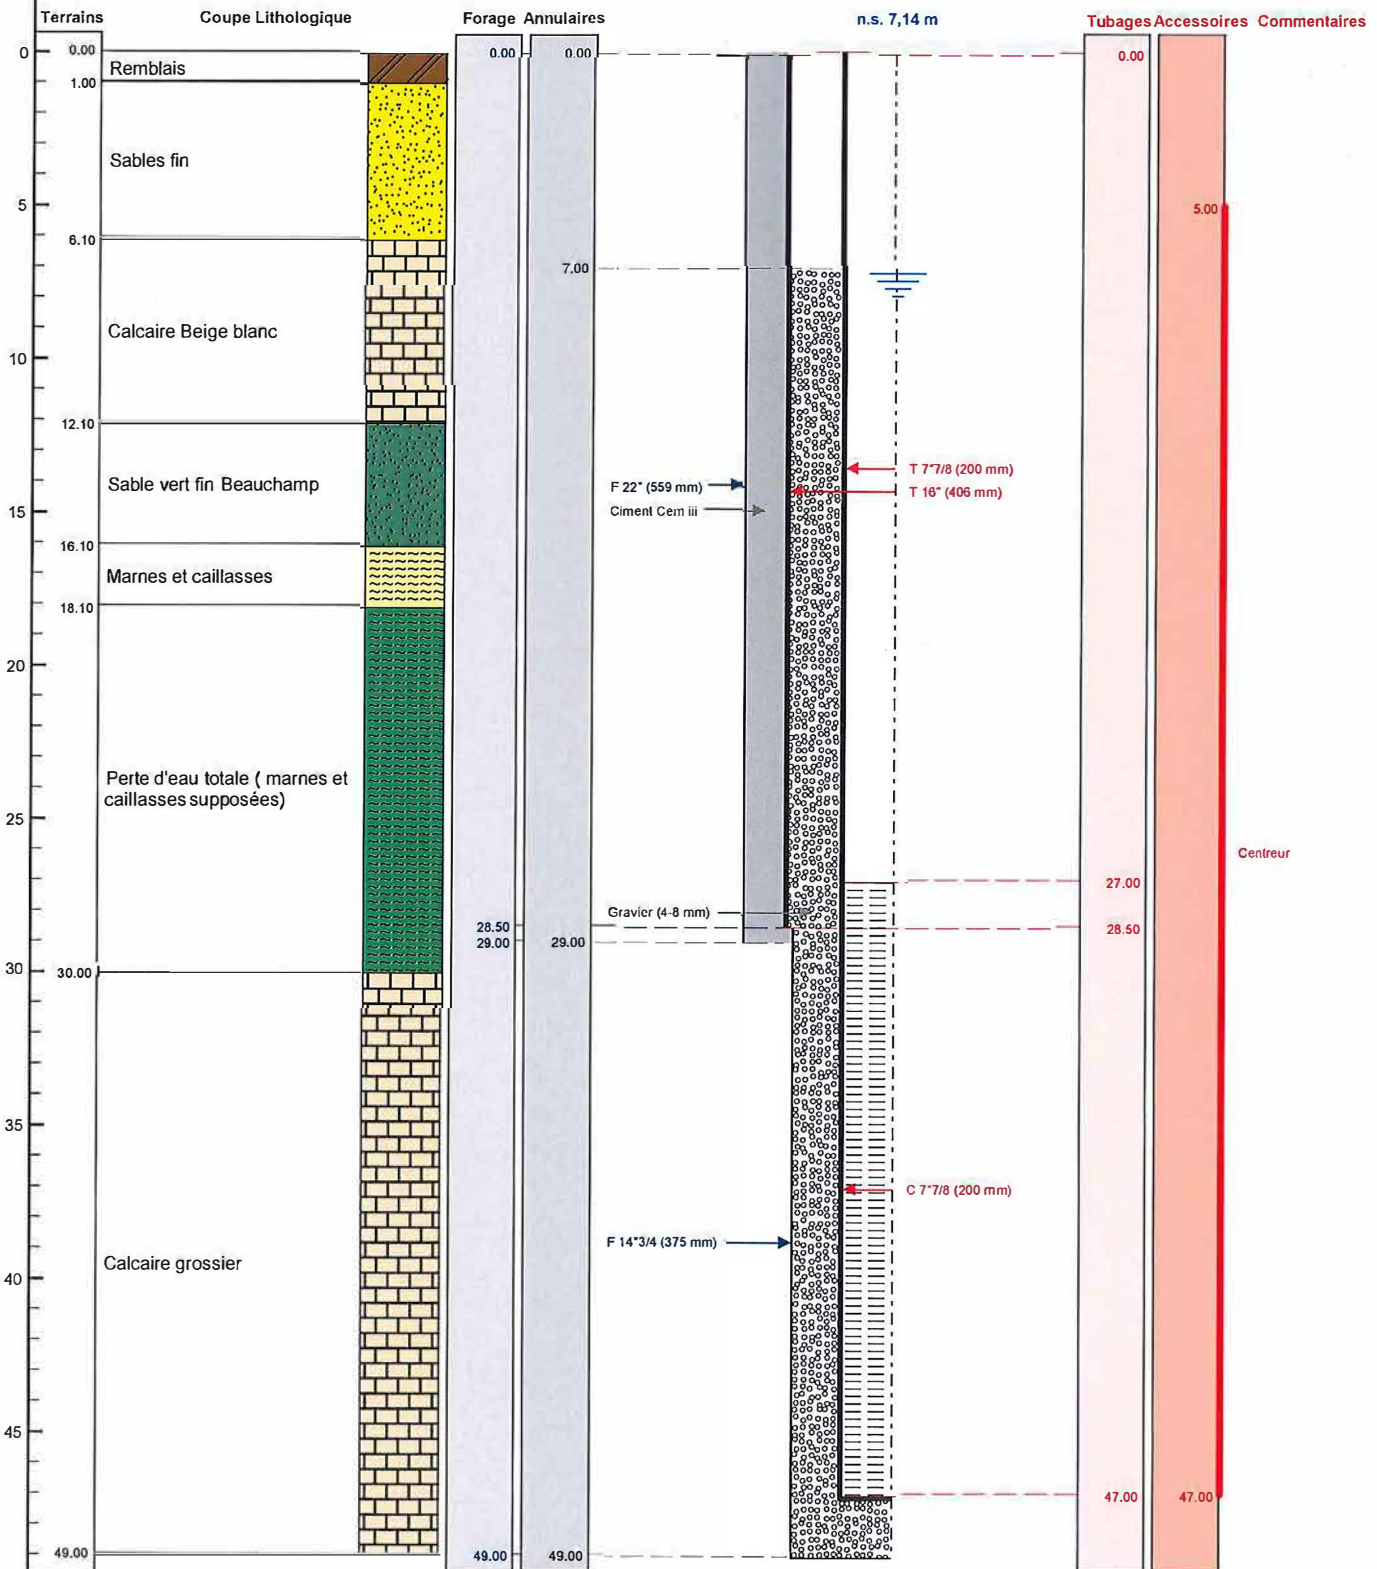 Terrains Coupe Lithologique Forage Annulaires n.s. 7,14 m Tubages Accessoires Commentaires
0 0.00 0.00 0.00 0.00
Remblais
1.00
Sables fin
5 5.00
6.10
7.00
Calcaire Beige blanc
10
12.10
T 7"7/8 (200 mm)
Sable vert fin Beauchamp F 22" (559 mm) T 16" (406 mm)
15 Ciment Cem iii
16.10
Marnes et caillasses
18.10
20
Perte d'eau totale ( marnes et
caillasses supposées)
25
Centreur
27.00
Gravier (4-8 mm)
28.50 28.50
29.00 29.00
30 30.00
35
C 7"7/8 (200 mm)
F 14"3/4 (375 mm)
Calcaire grossier
40
45
47.00 47.00
49.00 49.00 49.00